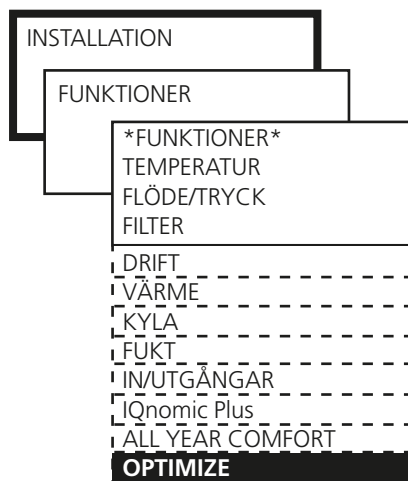 INSTALLATION
FUNKTIONER
*FUNKTIONER*
TEMPERATUR
FLÖDE/TRYCK
FILTER
DRIFT
VÄRME
KYLA
FUKT
IN/UTGÅNGAR
IQnomic Plus
ALL YEAR COMFORT
OPTIMIZE